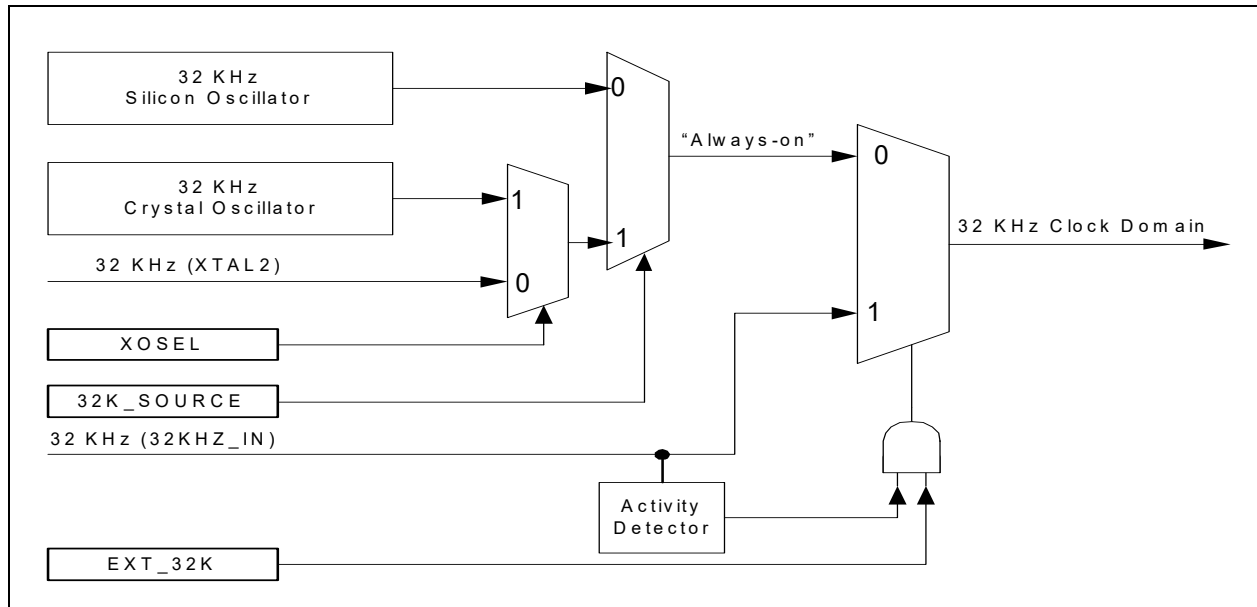 32 KHz
Silicon Oscillator
0
"Always-on"
0
32 KHz
Crystal Oscillator
1
1
32 KHz Clock Domain
32 KHz (XTAL2)
0
1
XOSEL
32K_SOURCE
32 KHz (32KHZ_IN)
Activity
Detector
EXT_32K